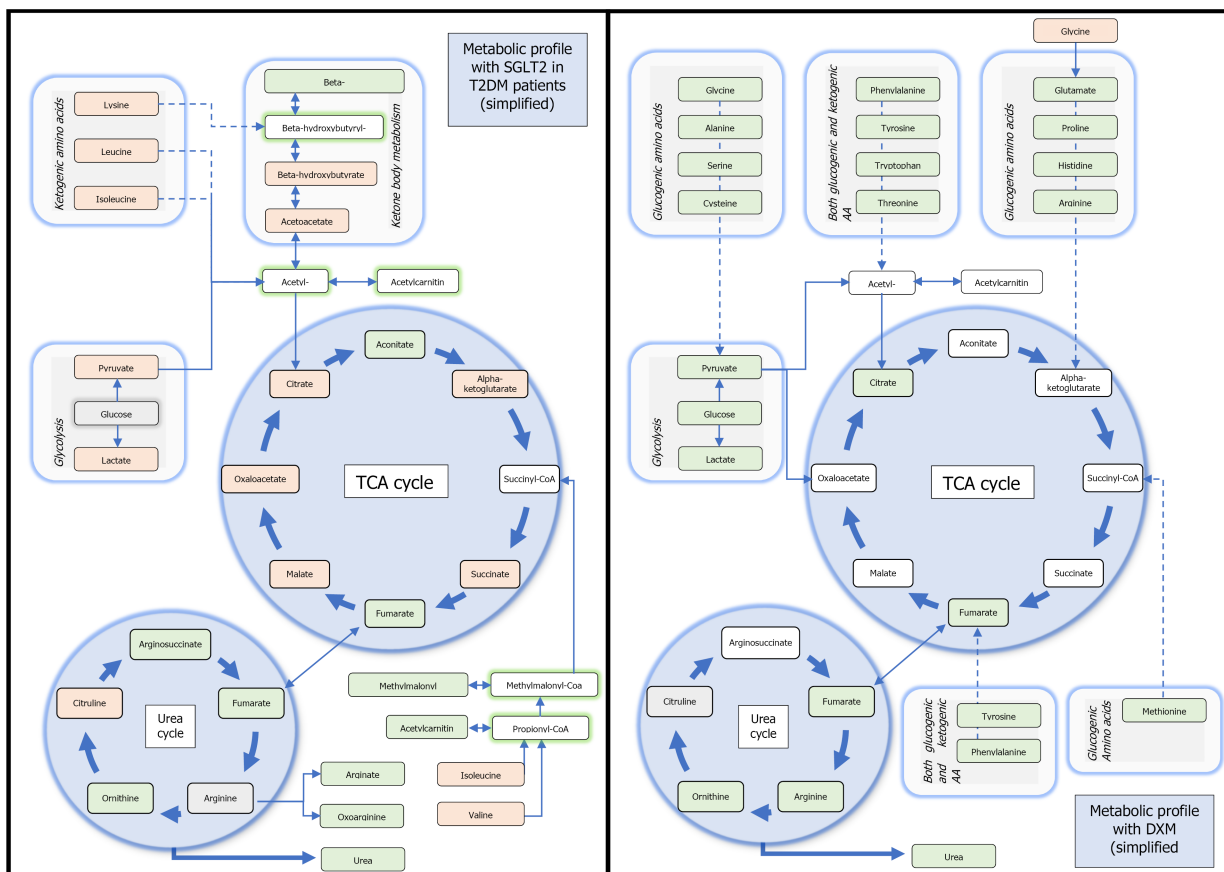 Metabolic profile
with SGLT2 in
T2DM patients
(simplified)
Ketogenic amino acids
Lysine
Leucine
Isoleucine
Beta-
Beta-hydroxybutyryl-
Beta-hydroxybutyrate
Acetoacetate
Ketone body metabolism
Acetyl-
Acetylcarnitin
Glycolysis
Pyruvate
Glucose
Lactate
TCA cycle
Aconitate
Citrate
Alpha-
ketoglutarate
Oxaloacetate
Succinyl-CoA
Malate
Succinate
Fumarate
Urea
cycle
Arginosuccinate
Citruline
Fumarate
Ornithine
Arginine
Methylmalonyl
Methylmalonyl-Coa
Acetylcarnitin
Propionyl-CoA
Isoleucine
Valine
Arginate
Oxoarginine
Urea
Glycine
Glucogenic amino acids
Glycine
Alanine
Serine
Cysteine
Both glucogenic and ketogenic
AA
Phenylalanine
Tyrosine
Tryptophan
Threonine
Glucogenic amino acids
Glutamate
Proline
Histidine
Arginine
Acetyl-
Acetylcarnitin
Glycolysis
Pyruvate
Glucose
Lactate
TCA cycle
Aconitate
Citrate
Alpha-
ketoglutarate
Oxaloacetate
Succinyl-CoA
Malate
Succinate
Fumarate
Urea
cycle
Arginosuccinate
Citruline
Fumarate
Ornithine
Arginine
Both glucogenic
and ketogenic
AA
Tyrosine
Phenylalanine
Glucogenic
Amino acids
Methionine
Urea
Metabolic profile
with DXM
(simplified